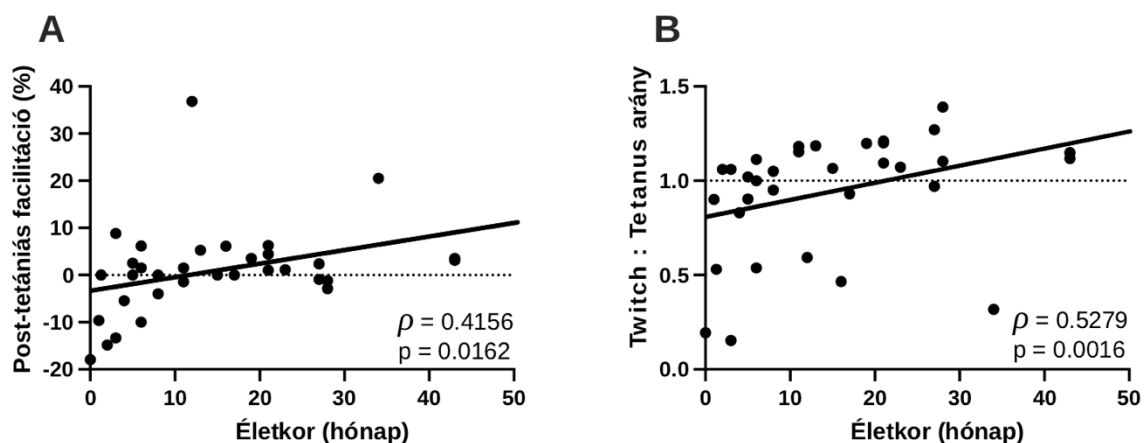 A
Post-tetániás facilitáció (%)
40
30
20
10
0
-10
-20
0 10 20 30 40 50
Életkor (hónap)
ρ = 0.4156
p = 0.0162
B
Twitch : Tetanus arány
1.5
1.0
0.5
0.0
0 10 20 30 40 50
Életkor (hónap)
ρ = 0.5279
p = 0.0016